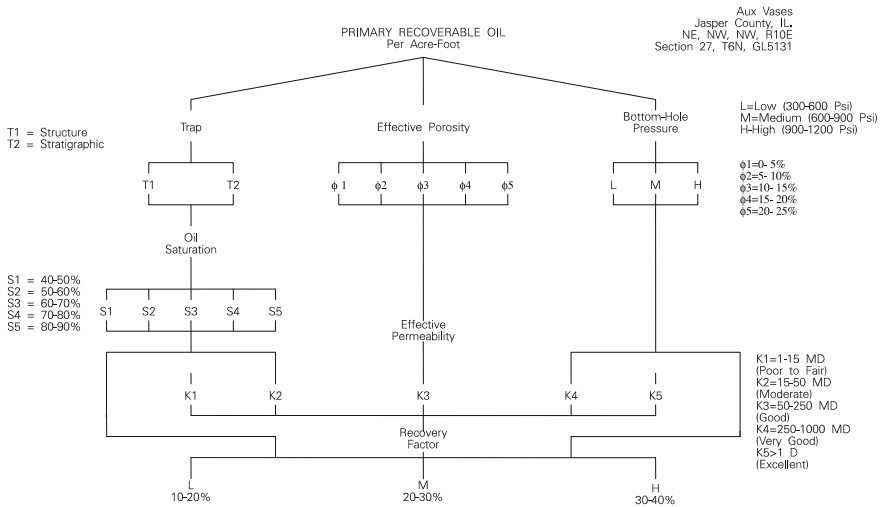 Aux Vases
Jasper County, IL.
NE, NW, NW, R10E
Section 27, T6N, GL5131
PRIMARY RECOVERABLE OIL
Per Acre-Foot
T1 = Structure
T2 = Stratigraphic
Trap
Effective Porosity
Bottom-Hole
Pressure
L=Low (300-600 Psi)
M=Medium (600-900 Psi)
H-High (900-1200 Psi)
T1 T2
ϕ 1 ϕ2 ϕ3 ϕ4 ϕ5
L M H
ϕ1=0- 5%
ϕ2=5- 10%
ϕ3=10- 15%
ϕ4=15- 20%
ϕ5=20- 25%
Oil
Saturation
S1 = 40-50%
S2 = 50-60%
S3 = 60-70%
S4 = 70-80%
S5 = 80-90%
S1 S2 S3 S4 S5
Effective
Permeability
K1 K2 K3 K4 K5
K1=1-15 MD
(Poor to Fair)
K2=15-50 MD
(Moderate)
K3=50-250 MD
(Good)
K4=250-1000 MD
(Very Good)
K5>1 D
(Excellent)
Recovery
Factor
L
10-20%
M
20-30%
H
30-40%